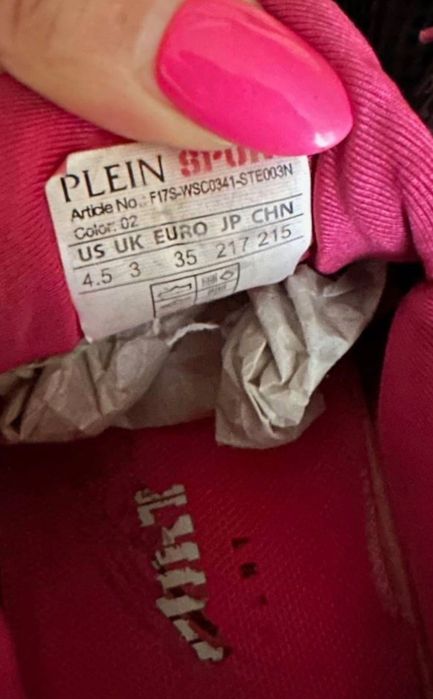 PLEIN
Article No.: F17S-WSC0341-STE003N
Color: 02
US UK EURO JP CHN
4.5 3 35 217 215